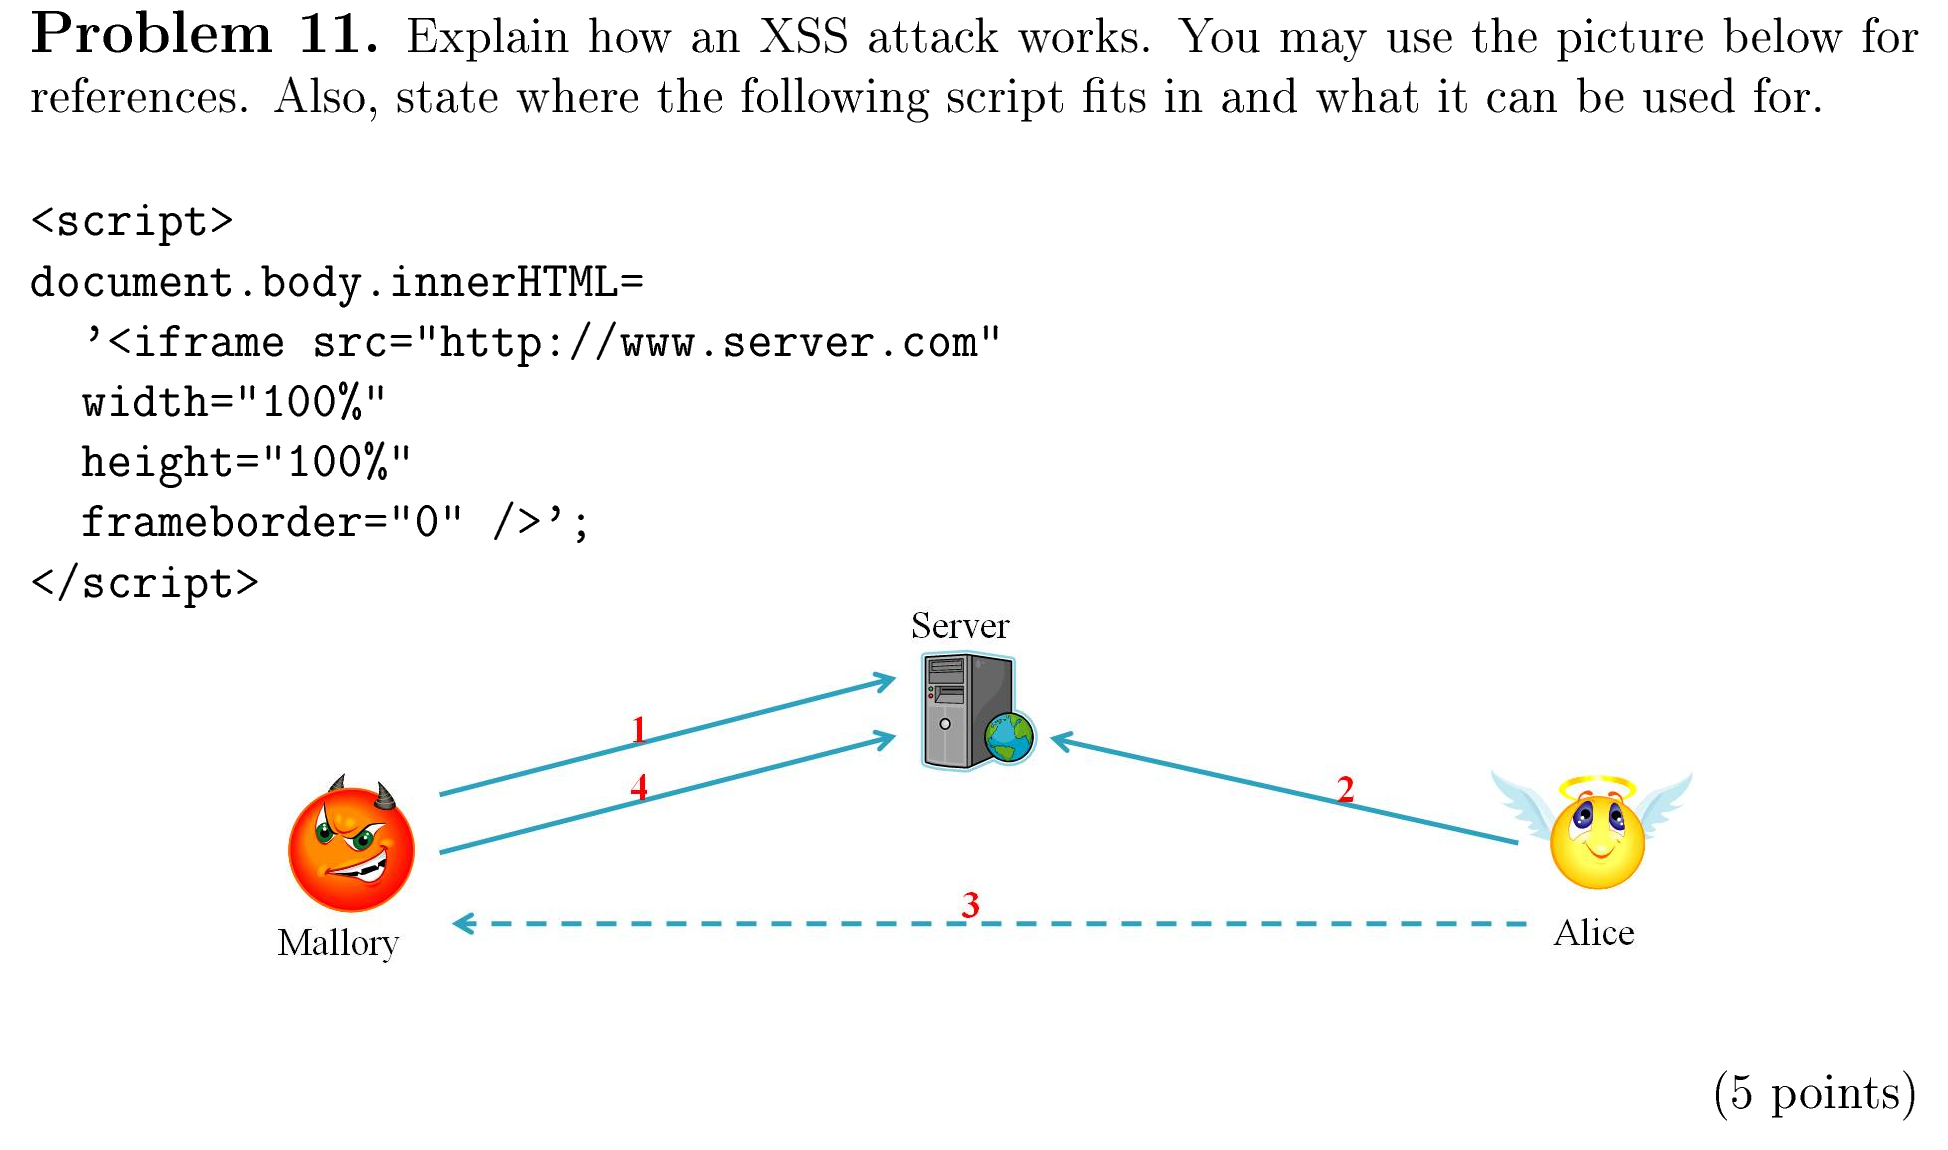 Problem 11. Explain how an XSS attack works. You may use the picture below for
references. Also, state where the following script fits in and what it can be used for.
<script>
document.body.innerHTML=
’<iframe src="http://www.server.com"
width="100%"
height="100%"
frameborder="0" />’;
</script>
Server
1
4
2
3
Mallory
Alice
(5 points)